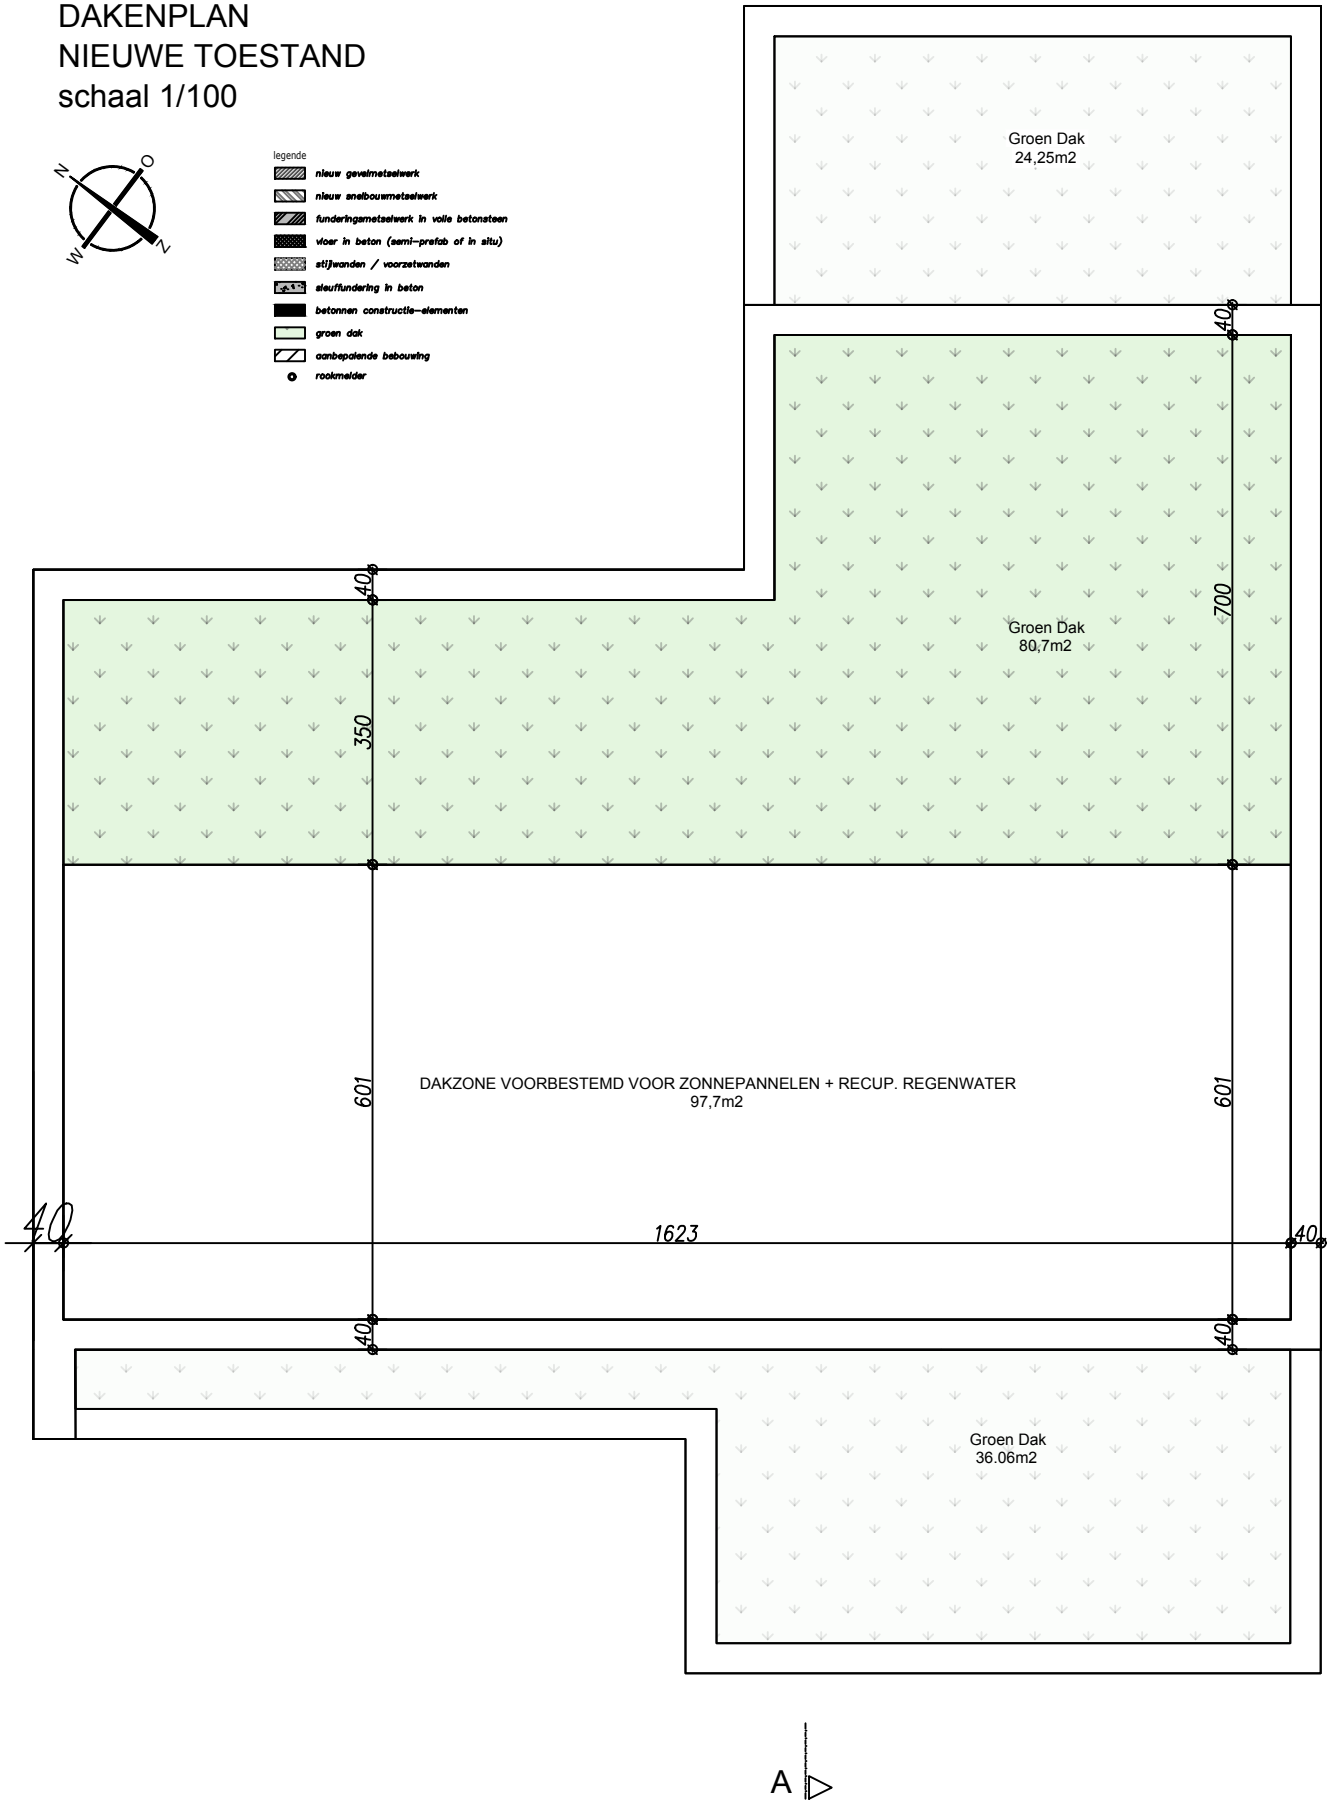 DAKENPLAN
NIEUWE TOESTAND
schaal 1/100
N
O
W
Z
legende
nieuw gevelmetselwerk
nieuw snelbouwmetselwerk
funderingsmetselwerk in volle betonsteen
vloer in beton (semi-prefab of in situ)
stijlwanden / voorzetwanden
sleuffundering in beton
betonnen constructie-elementen
groen dak
aanbepalende bebouwing
rookmelder
Groen Dak
24,25m2
40
40
700
Groen Dak
80,7m2
350
601
DAKZONE VOORBESTEMD VOOR ZONNEPANNELEN + RECUP. REGENWATER
97,7m2
601
40
1623
40
40
40
Groen Dak
36.06m2
A